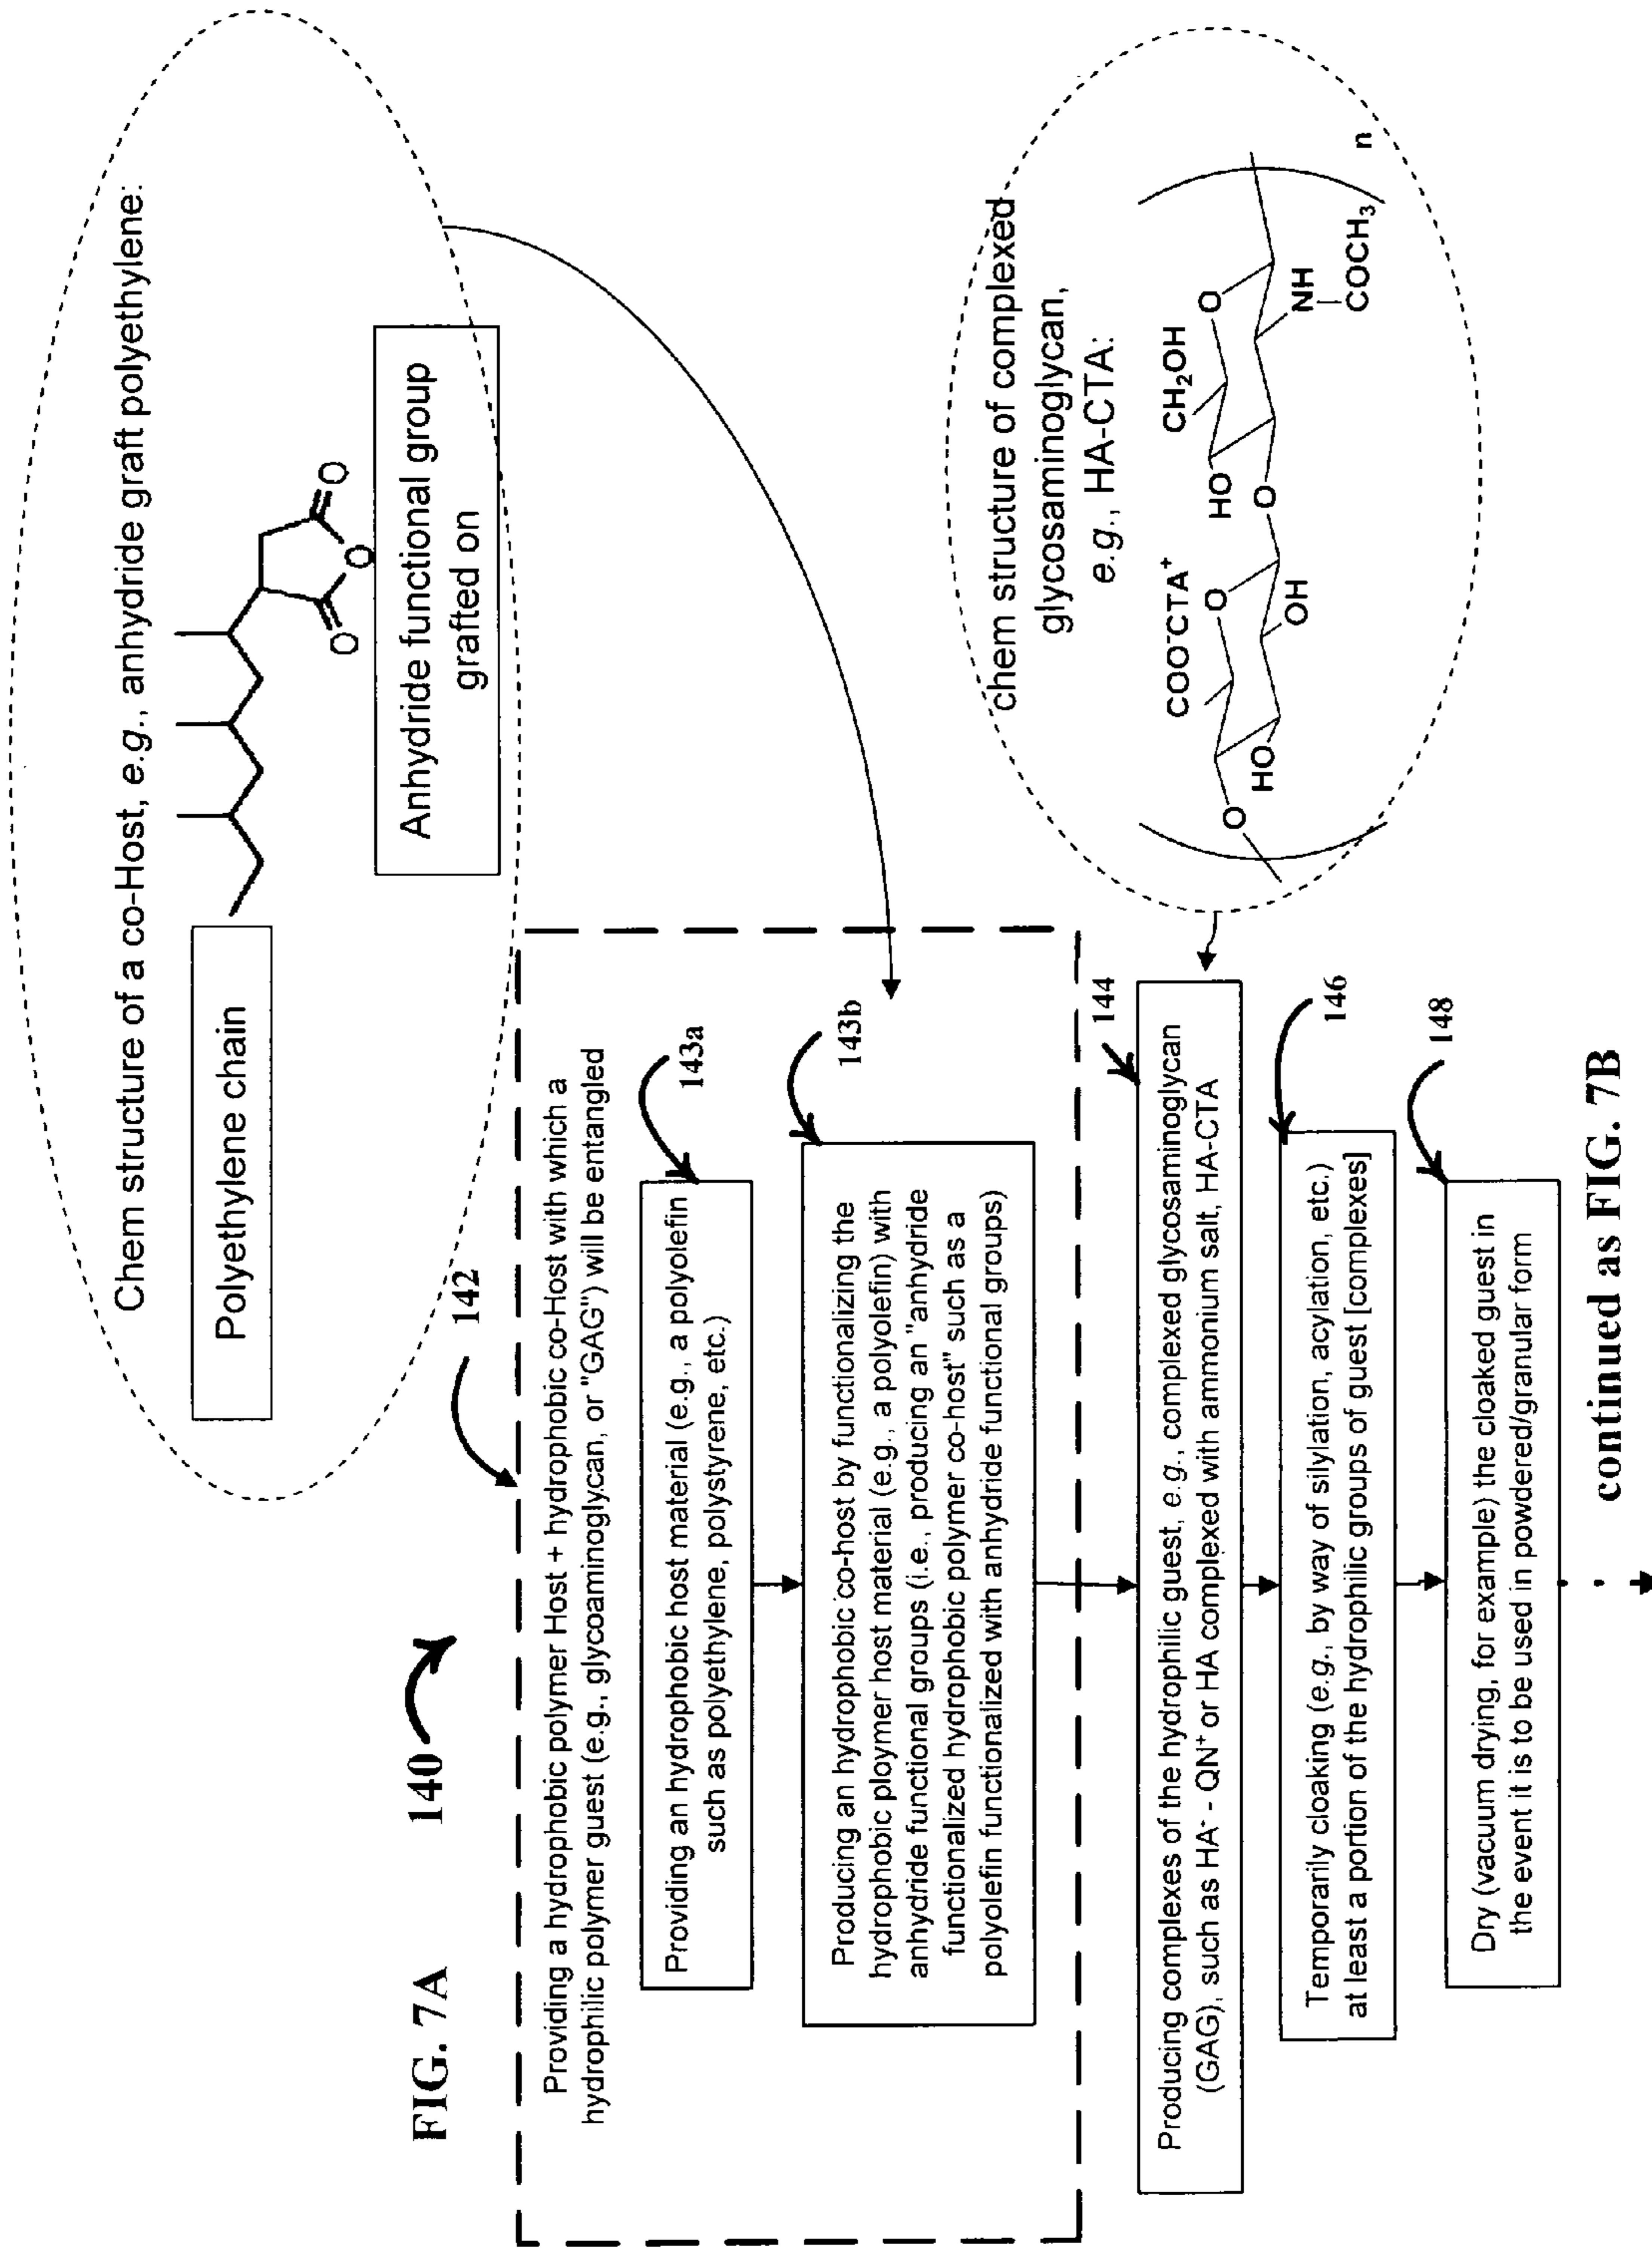 FIG. 7A
140
142
Chem structure of a co-Host, e.g., anhydride graft polyethylene:
Polyethylene chain
O
O
O
Anhydride functional group
grafted on
Providing a hydrophobic polymer Host + hydrophobic co-Host with which a
hydrophilic polymer guest (e.g., glycoaminoglycan, or "GAG") will be entangled
143a
Providing an hydrophobic host material (e.g., a polyolefin
such as polyethylene, polystyrene, etc.)
143b
Producing an hydrophobic co-host by functionalizing the
hydrophobic ploymer host material (e.g., a polyolefin) with
anhydride functional groups (i.e., producing an "anhydride
functionalized hydrophobic polymer co-host" such as a
polyolefin functionalized with anhydride functional groups)
144
Producing complexes of the hydrophilic guest, e.g., complexed glycosaminoglycan
(GAG), such as HA⁻ - QN⁺ or HA complexed with ammonium salt, HA-CTA
chem structure of complexed
glycosaminoglycan,
e.g., HA-CTA:
COO⁻CTA⁺
CH₂OH
O
O
HO
O
O
HO
OH
NH
COCH₃
n
146
Temporarily cloaking (e.g., by way of silylation, acylation, etc.)
at least a portion of the hydrophilic groups of guest [complexes]
148
Dry (vacuum drying, for example) the cloaked guest in
the event it is to be used in powdered/granular form
continued as FIG. 7B